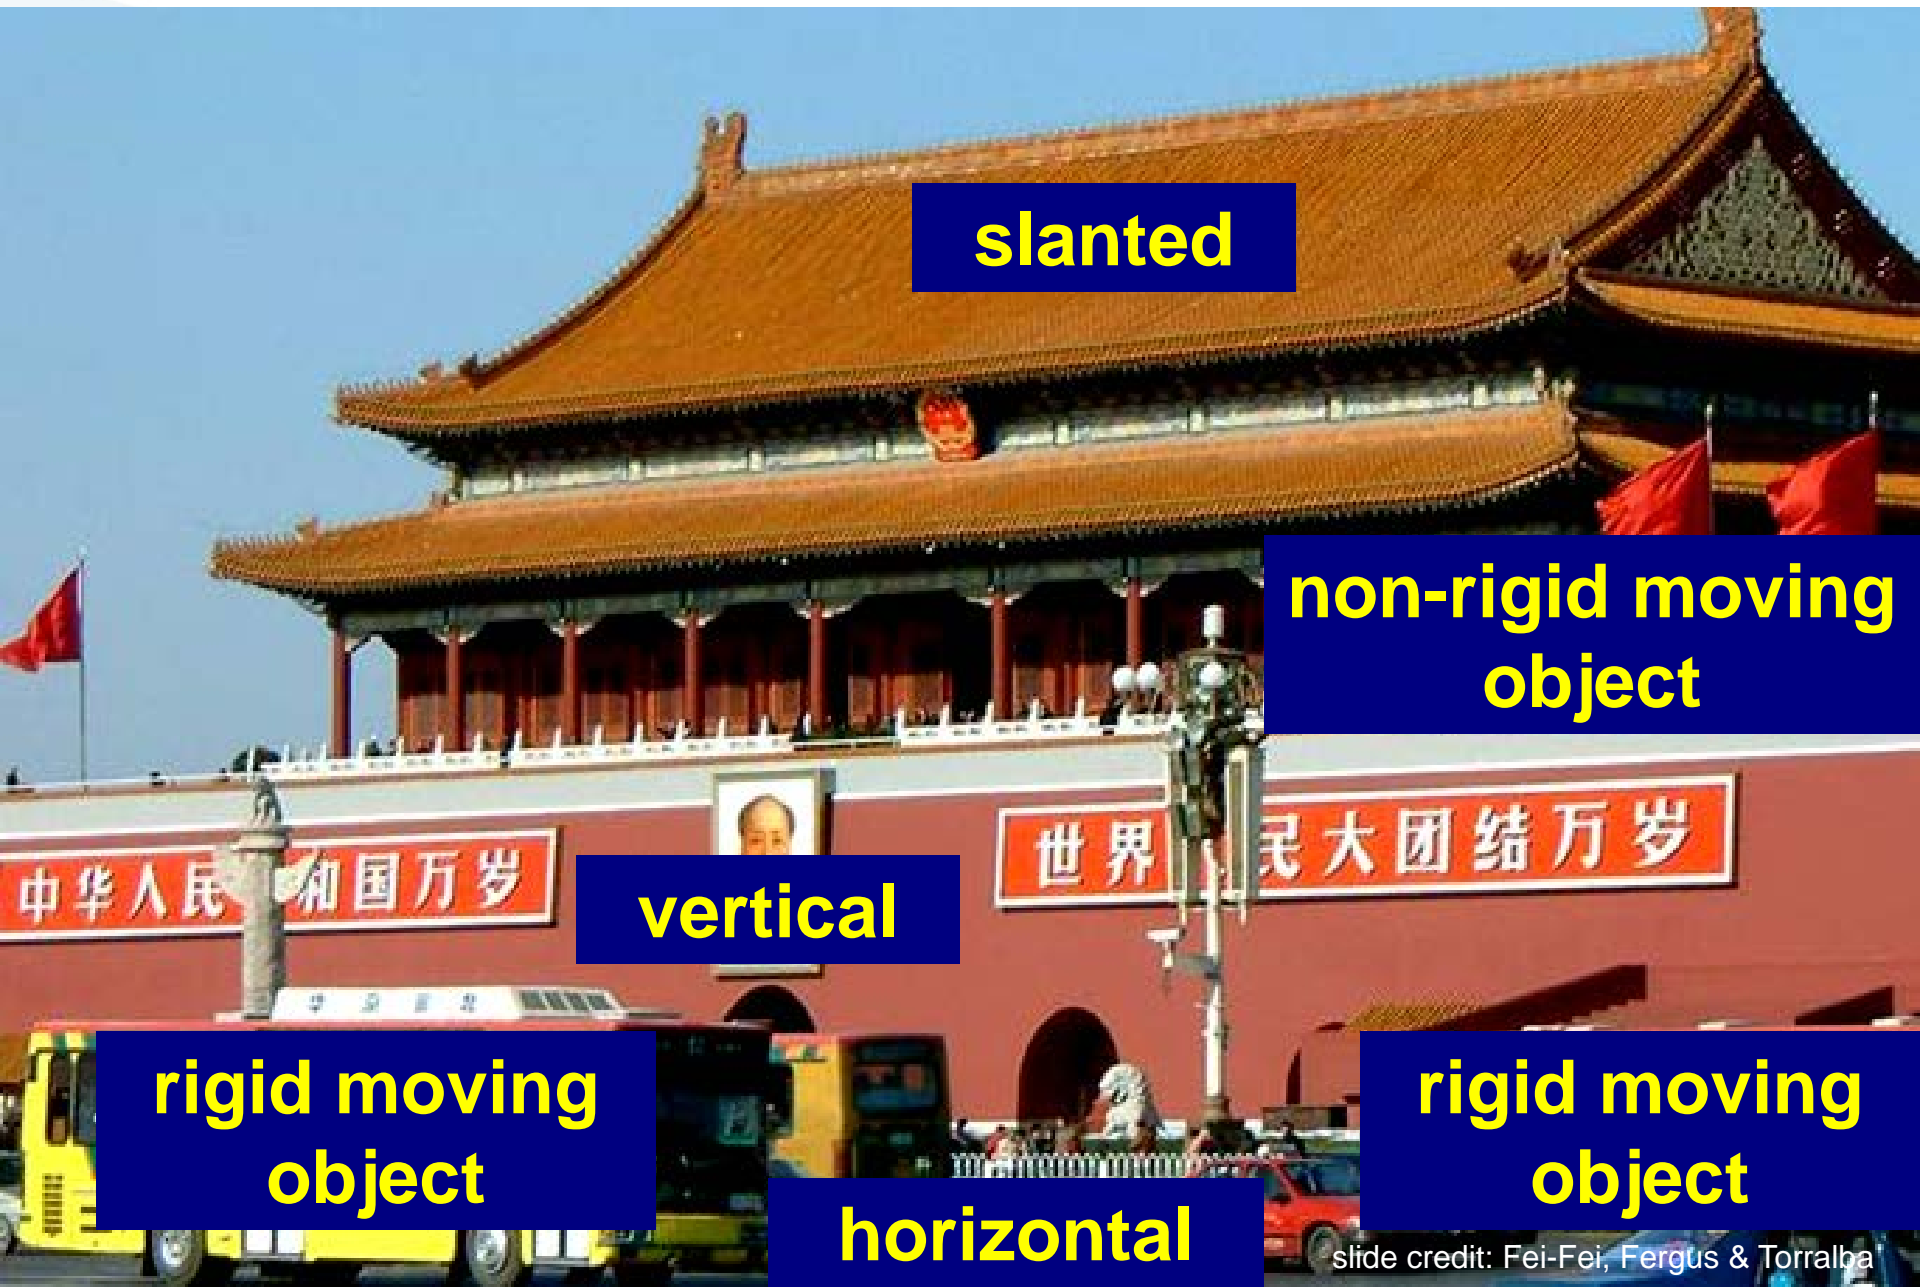 slanted
non-rigid moving
object
中华人民 和国万岁
世界 民大团结万岁
vertical
rigid moving
object
rigid moving
object
horizontal
slide credit: Fei-Fei, Fergus & Torralba